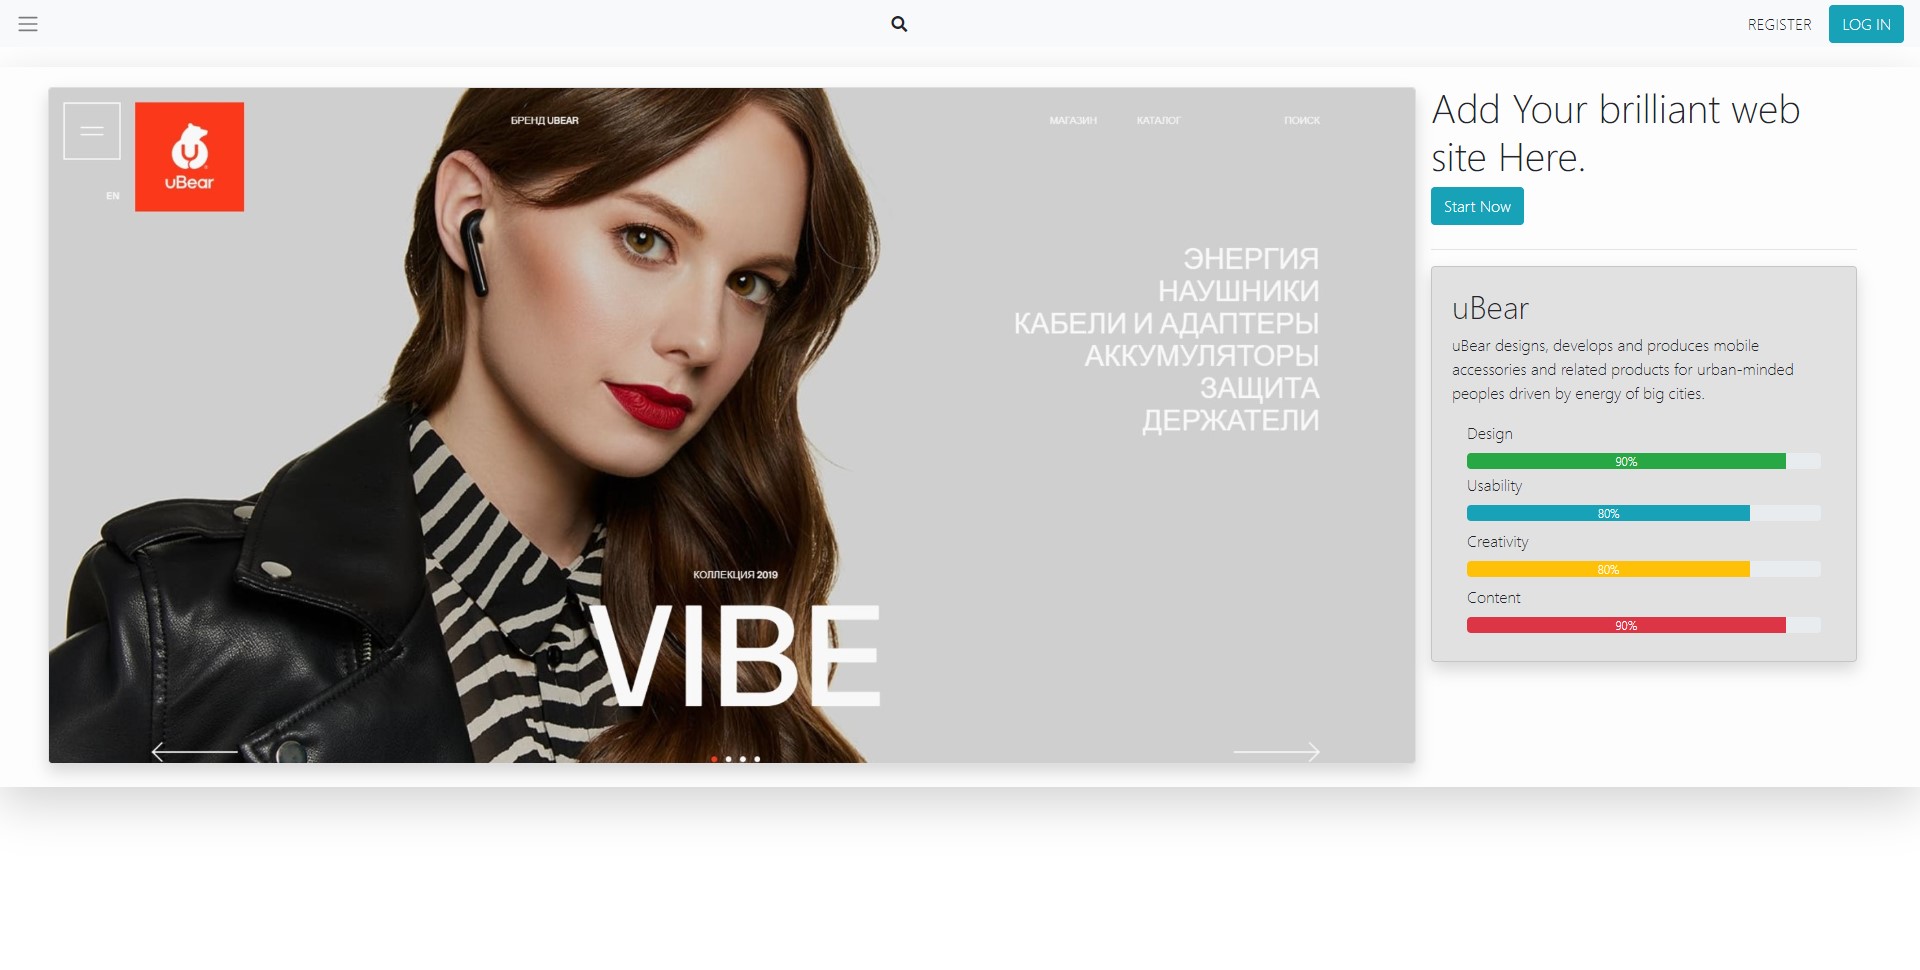 REGISTER
LOG IN
uBear
EN
БРЕНД UBEAR
МАГАЗИН
КАТАЛОГ
ПОИСК
ЭНЕРГИЯ
НАУШНИКИ
КАБЕЛИ И АДАПТЕРЫ
АККУМУЛЯТОРЫ
ЗАЩИТА
ДЕРЖАТЕЛИ
КОЛЛЕКЦИЯ 2019
VIBE
Add Your brilliant web
site Here.
Start Now
uBear
uBear designs, develops and produces mobile
accessories and related products for urban-minded
peoples driven by energy of big cities.
Design
90%
Usability
80%
Creativity
80%
Content
90%